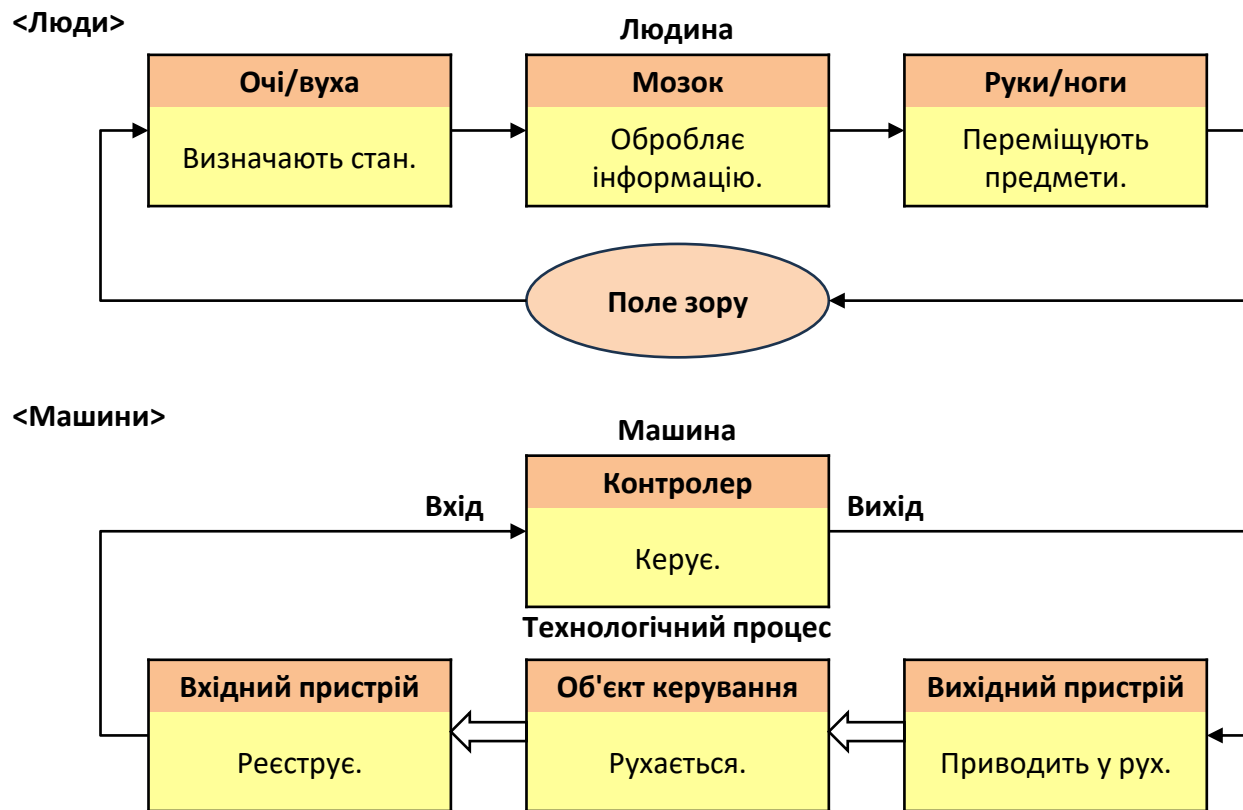 <Люди>
Людина
Очі/вуха
Визначають стан.
Мозок
Обробляє
інформацію.
Руки/ноги
Переміщують
предмети.
Поле зору
<Машини>
Машина
Контролер
Керує.
Вхід
Вихід
Технологічний процес
Вхідний пристрій
Реєструє.
Об'єкт керування
Рухається.
Вихідний пристрій
Приводить у рух.